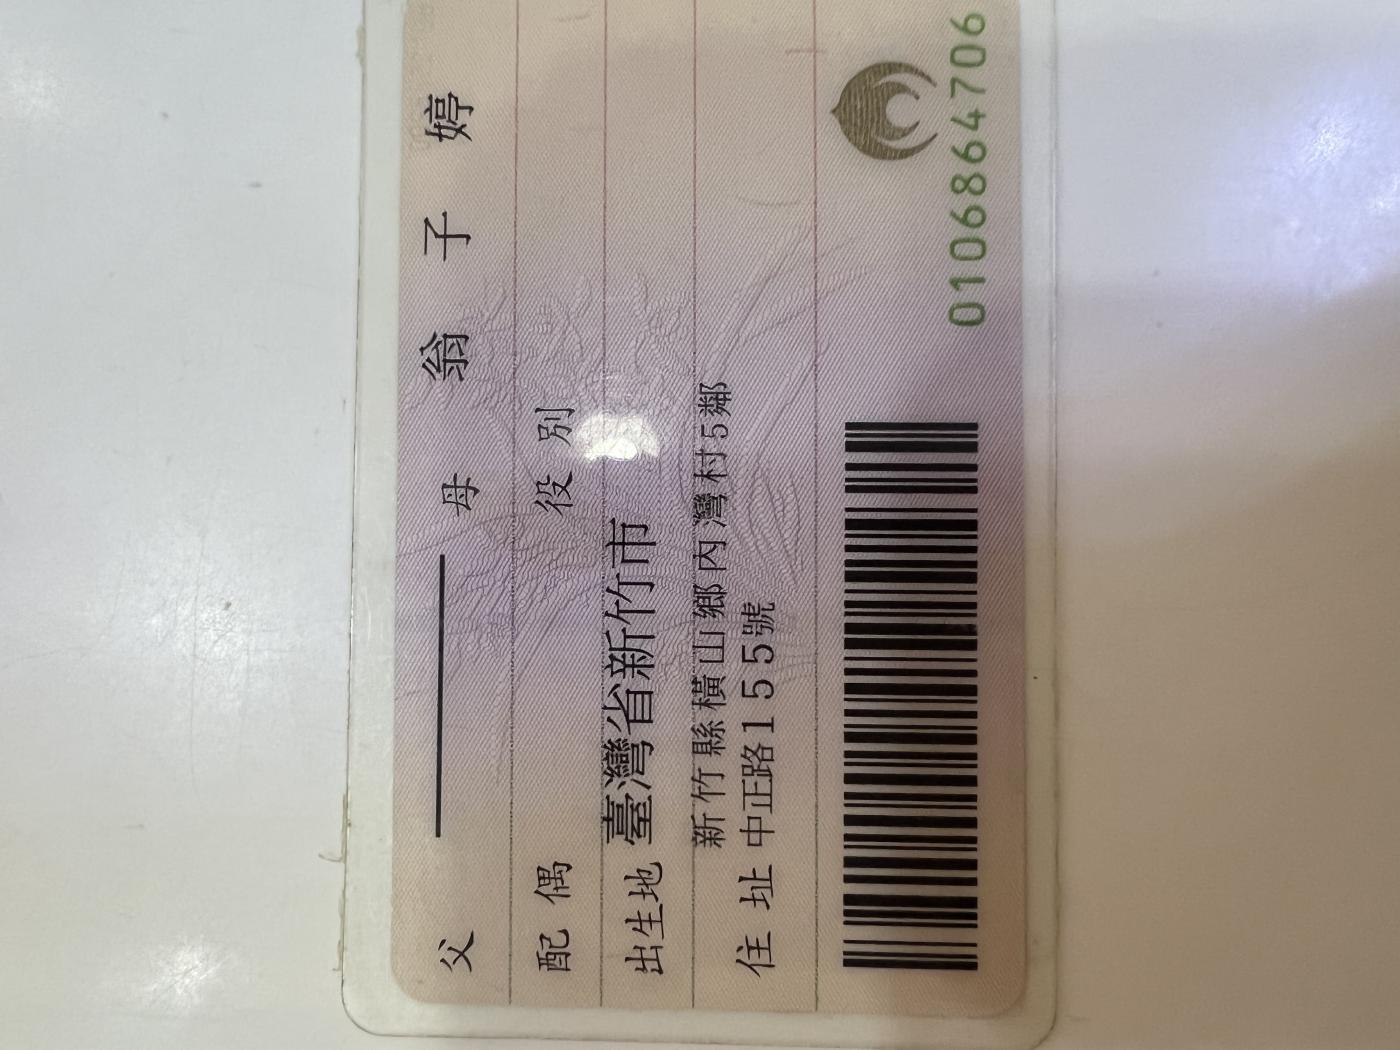 父 母 翁子婷
配偶 役別
出生地 臺灣省新竹市
住址 新竹縣橫山鄉內灣村5鄰
中正路155號
0106864706